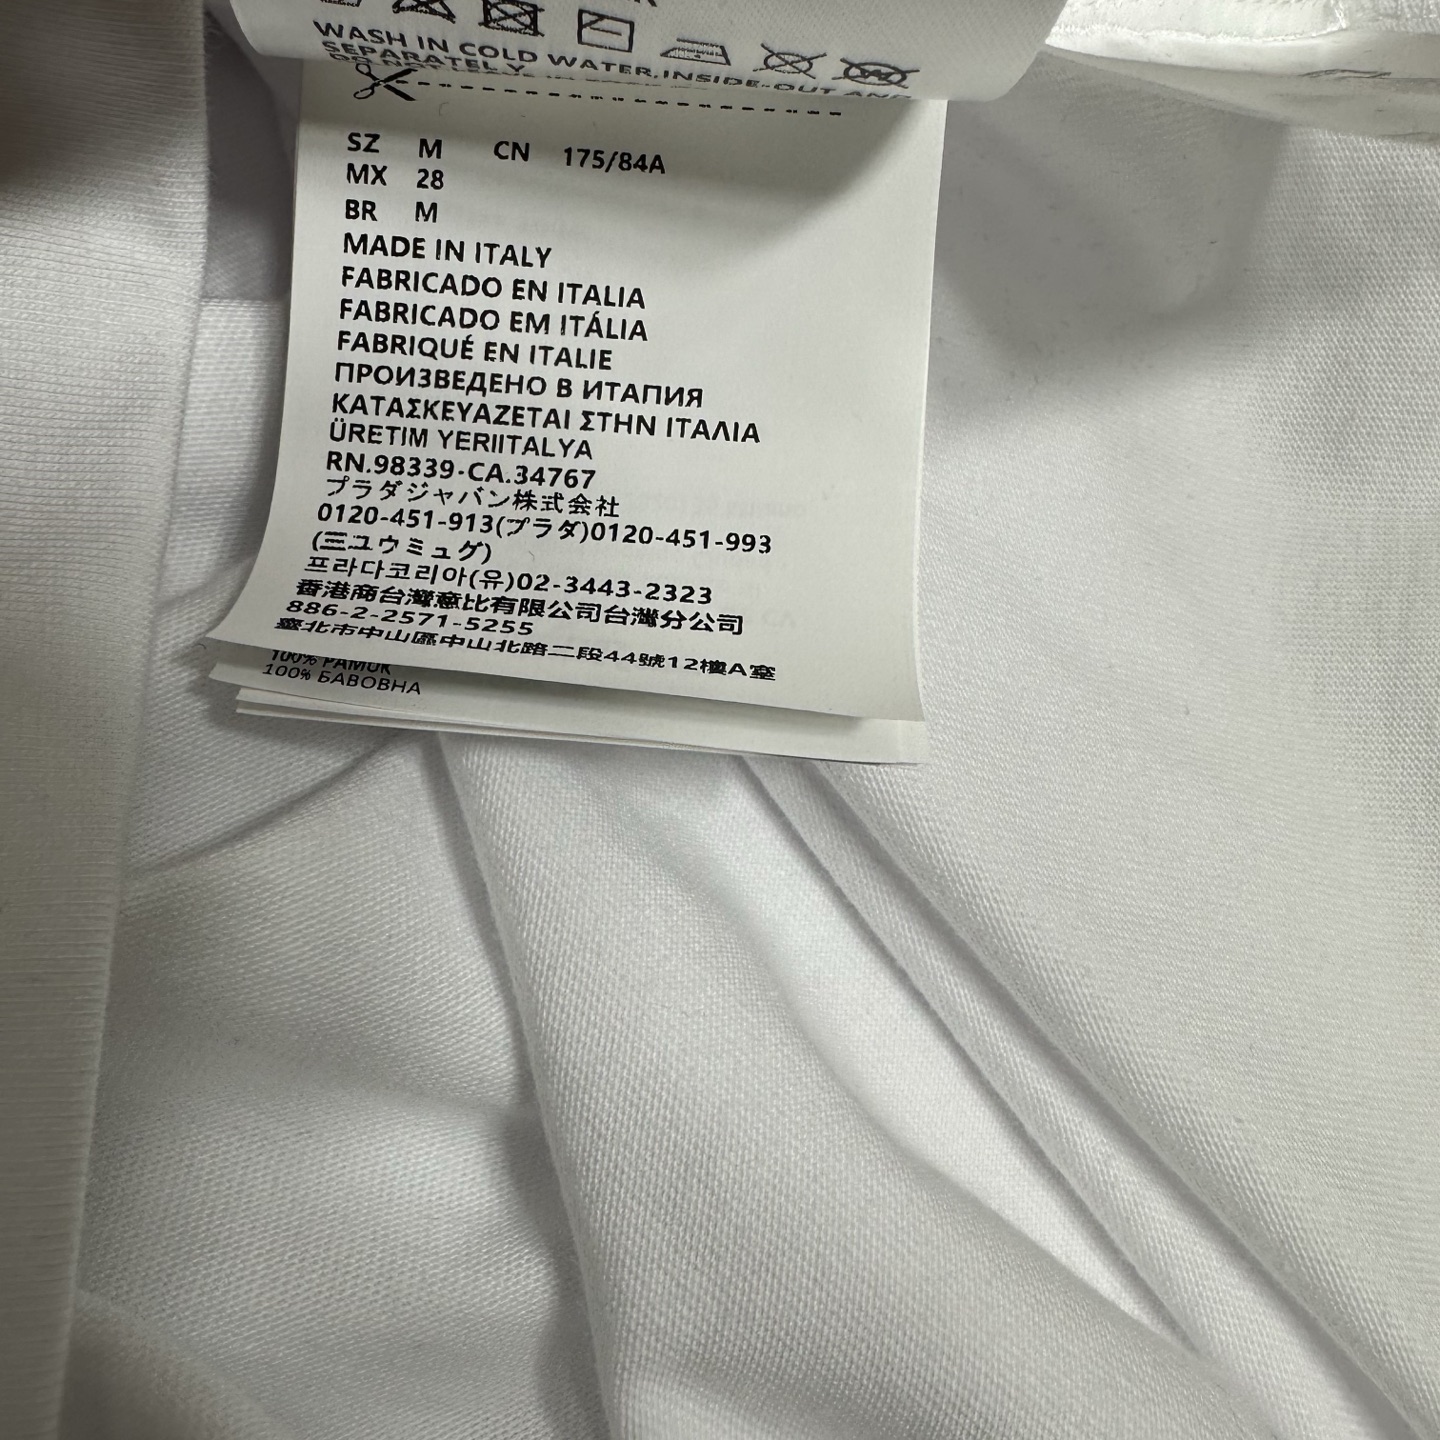 WASH IN COLD WATER,INSIDE-OUT AND
SEPARATELY
SZ M CN 175/84A
MX 28
BR M
MADE IN ITALY
FABRICADO EN ITALIA
FABRICADO EM ITÁLIA
FABRIQUÉ EN ITALIE
ПРОИЗВЕДЕНО В ИТАПИЯ
ΚΑΤΑΣΚΕΥΑΖΕΤΑΙ ΣΤΗΝ ΙΤΑΛΙΑ
ÜRETIM YERIITALYA
RN.98339-CA.34767
プラダジャバン株式会社
0120-451-913(プラダ)0120-451-993
(三ユウミュグ)
프라다코리아(유)02-3443-2323
香港商台灣意比有限公司台灣分公司
886-2-2571-5255
臺北市中山區中山北路二段44號12樓A室
100% PAMUK
100% БАВОВНА